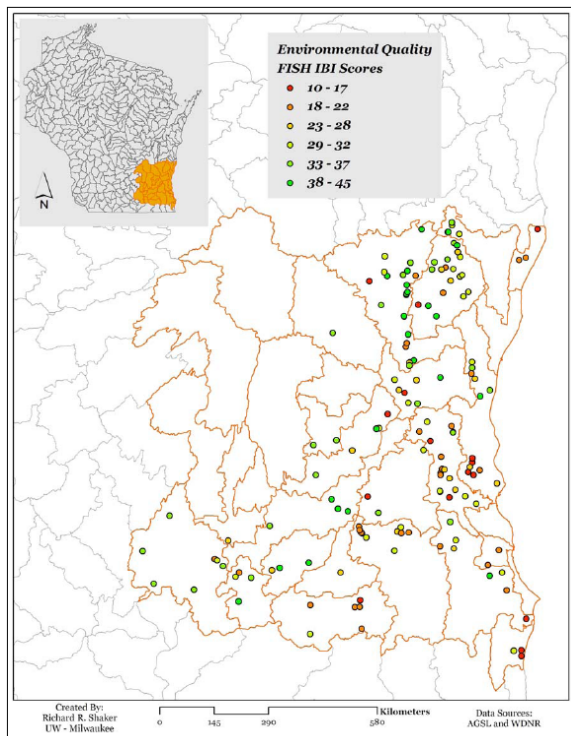 Environmental Quality
FISH IBI Scores
10 - 17
18 - 22
23 - 28
29 - 32
33 - 37
38 - 45
N
Created By:
Richard R. Shaker
UW - Milwaukee
Kilometers
0 145 290 580
Data Sources:
AGSL and WDNR